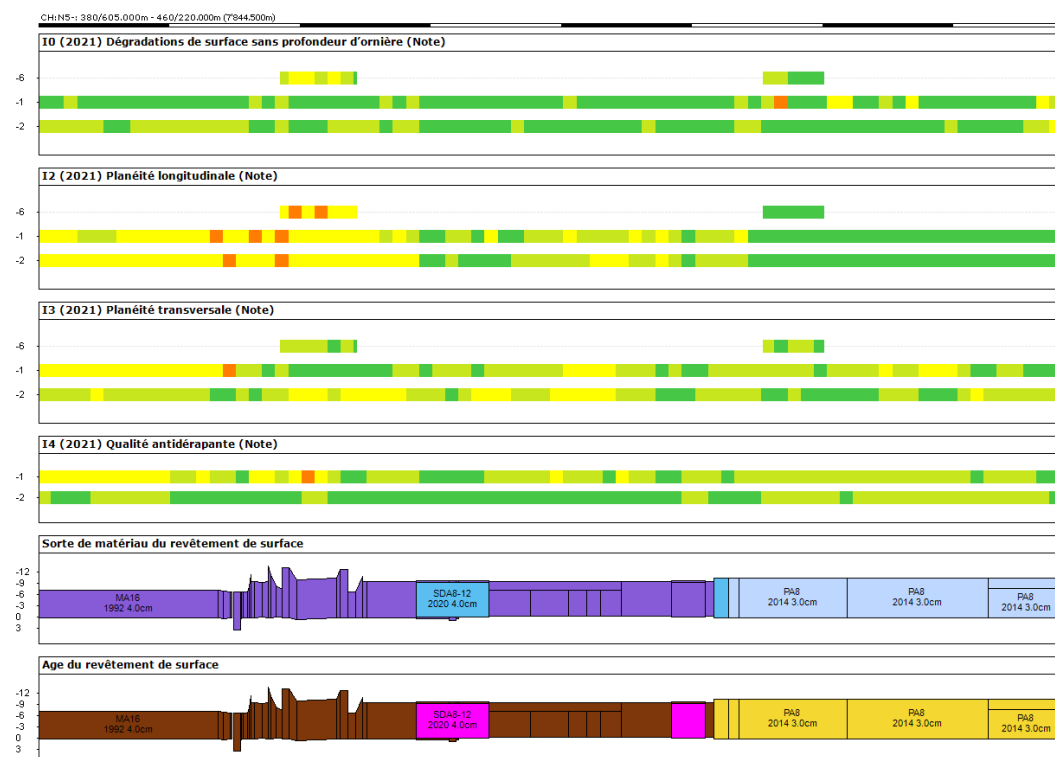 CH:N5-: 380/605.000m - 460/220.000m (7'844.500m)
I0 (2021) Dégradations de surface sans profondeur d'ornière (Note)
-6
-1
-2
I2 (2021) Planéité longitudinale (Note)
-6
-1
-2
I3 (2021) Planéité transversale (Note)
-6
-1
-2
I4 (2021) Qualité antidérapante (Note)
-1
-2
Sorte de matériau du revêtement de surface
-12
-9
-6
-3
0
3
MA16
1992 4.0cm
SDA8-12
2020 4.0cm
PA8
2014 3.0cm
PA8
2014 3.0cm
PA8
2014 3.0cm
Age du revêtement de surface
-12
-9
-6
-3
0
3
MA16
1992 4.0cm
SDA8-12
2020 4.0cm
PA8
2014 3.0cm
PA8
2014 3.0cm
PA8
2014 3.0cm